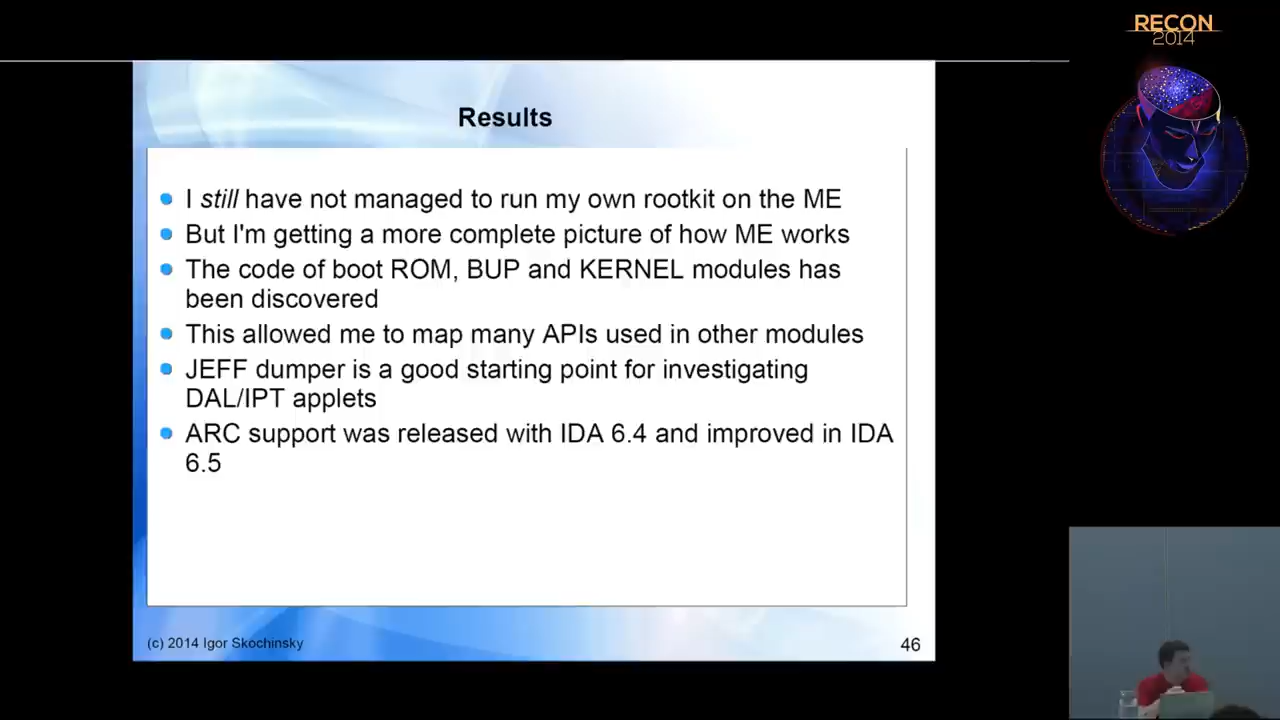 RECON
2014
Results
I still have not managed to run my own rootkit on the ME
But I'm getting a more complete picture of how ME works
The code of boot ROM, BUP and KERNEL modules has
been discovered
This allowed me to map many APIs used in other modules
JEFF dumper is a good starting point for investigating
DAL/IPT applets
ARC support was released with IDA 6.4 and improved in IDA
6.5
(c) 2014 Igor Skochinsky
46